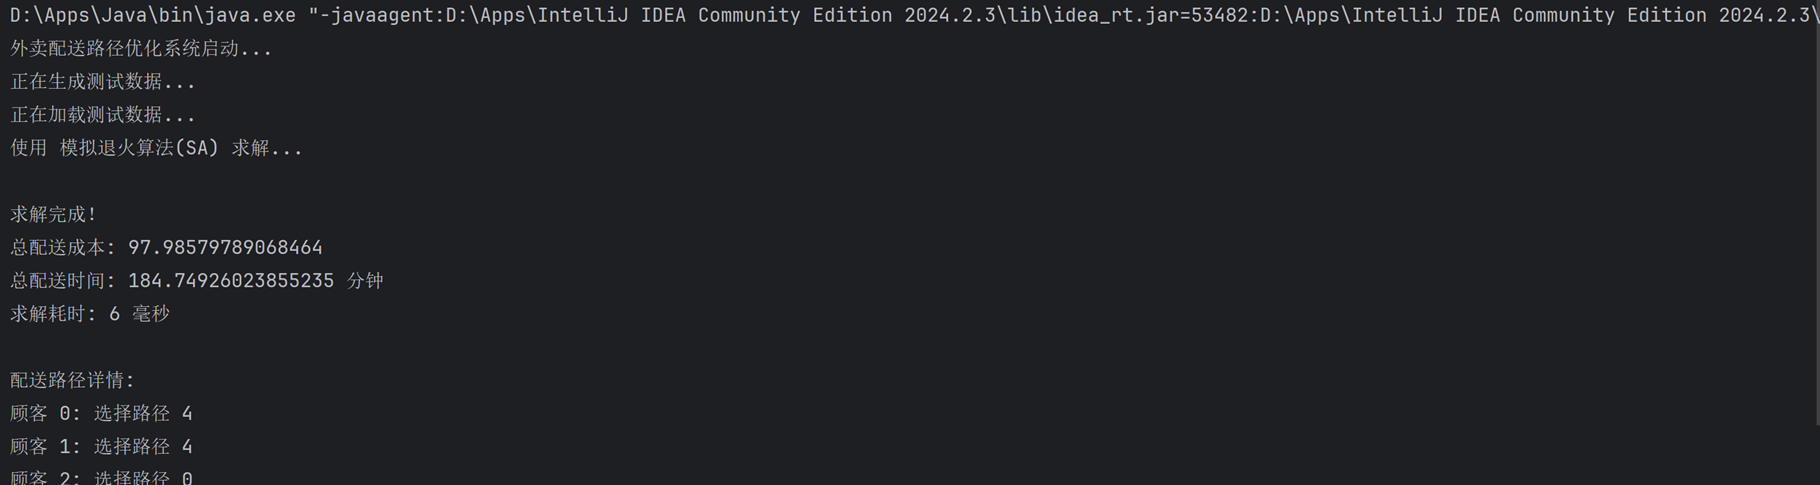 D:\Apps\Java\bin\java.exe "-javaagent:D:\Apps\IntelliJ IDEA Community Edition 2024.2.3\lib\idea_rt.jar=53482:D:\Apps\IntelliJ IDEA Community Edition 2024.2.3\
外卖配送路径优化系统启动...
正在生成测试数据...
正在加载测试数据...
使用 模拟退火算法(SA) 求解...
求解完成!
总配送成本: 97.98579789068464
总配送时间: 184.74926023855235 分钟
求解耗时: 6 毫秒
配送路径详情:
顾客 0: 选择路径 4
顾客 1: 选择路径 4
顾客 2: 选择路径 0